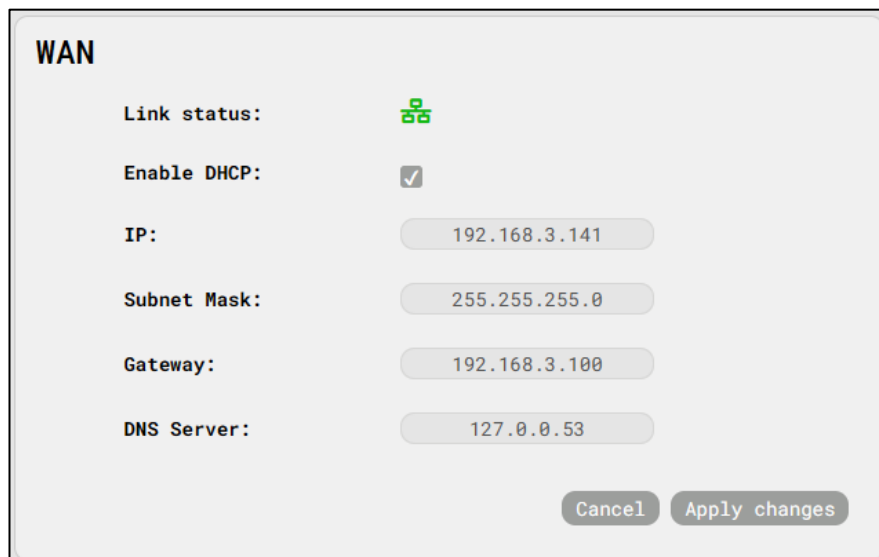 WAN
Link status:
Enable DHCP:
IP: 192.168.3.141
Subnet Mask: 255.255.255.0
Gateway: 192.168.3.100
DNS Server: 127.0.0.53
Cancel Apply changes